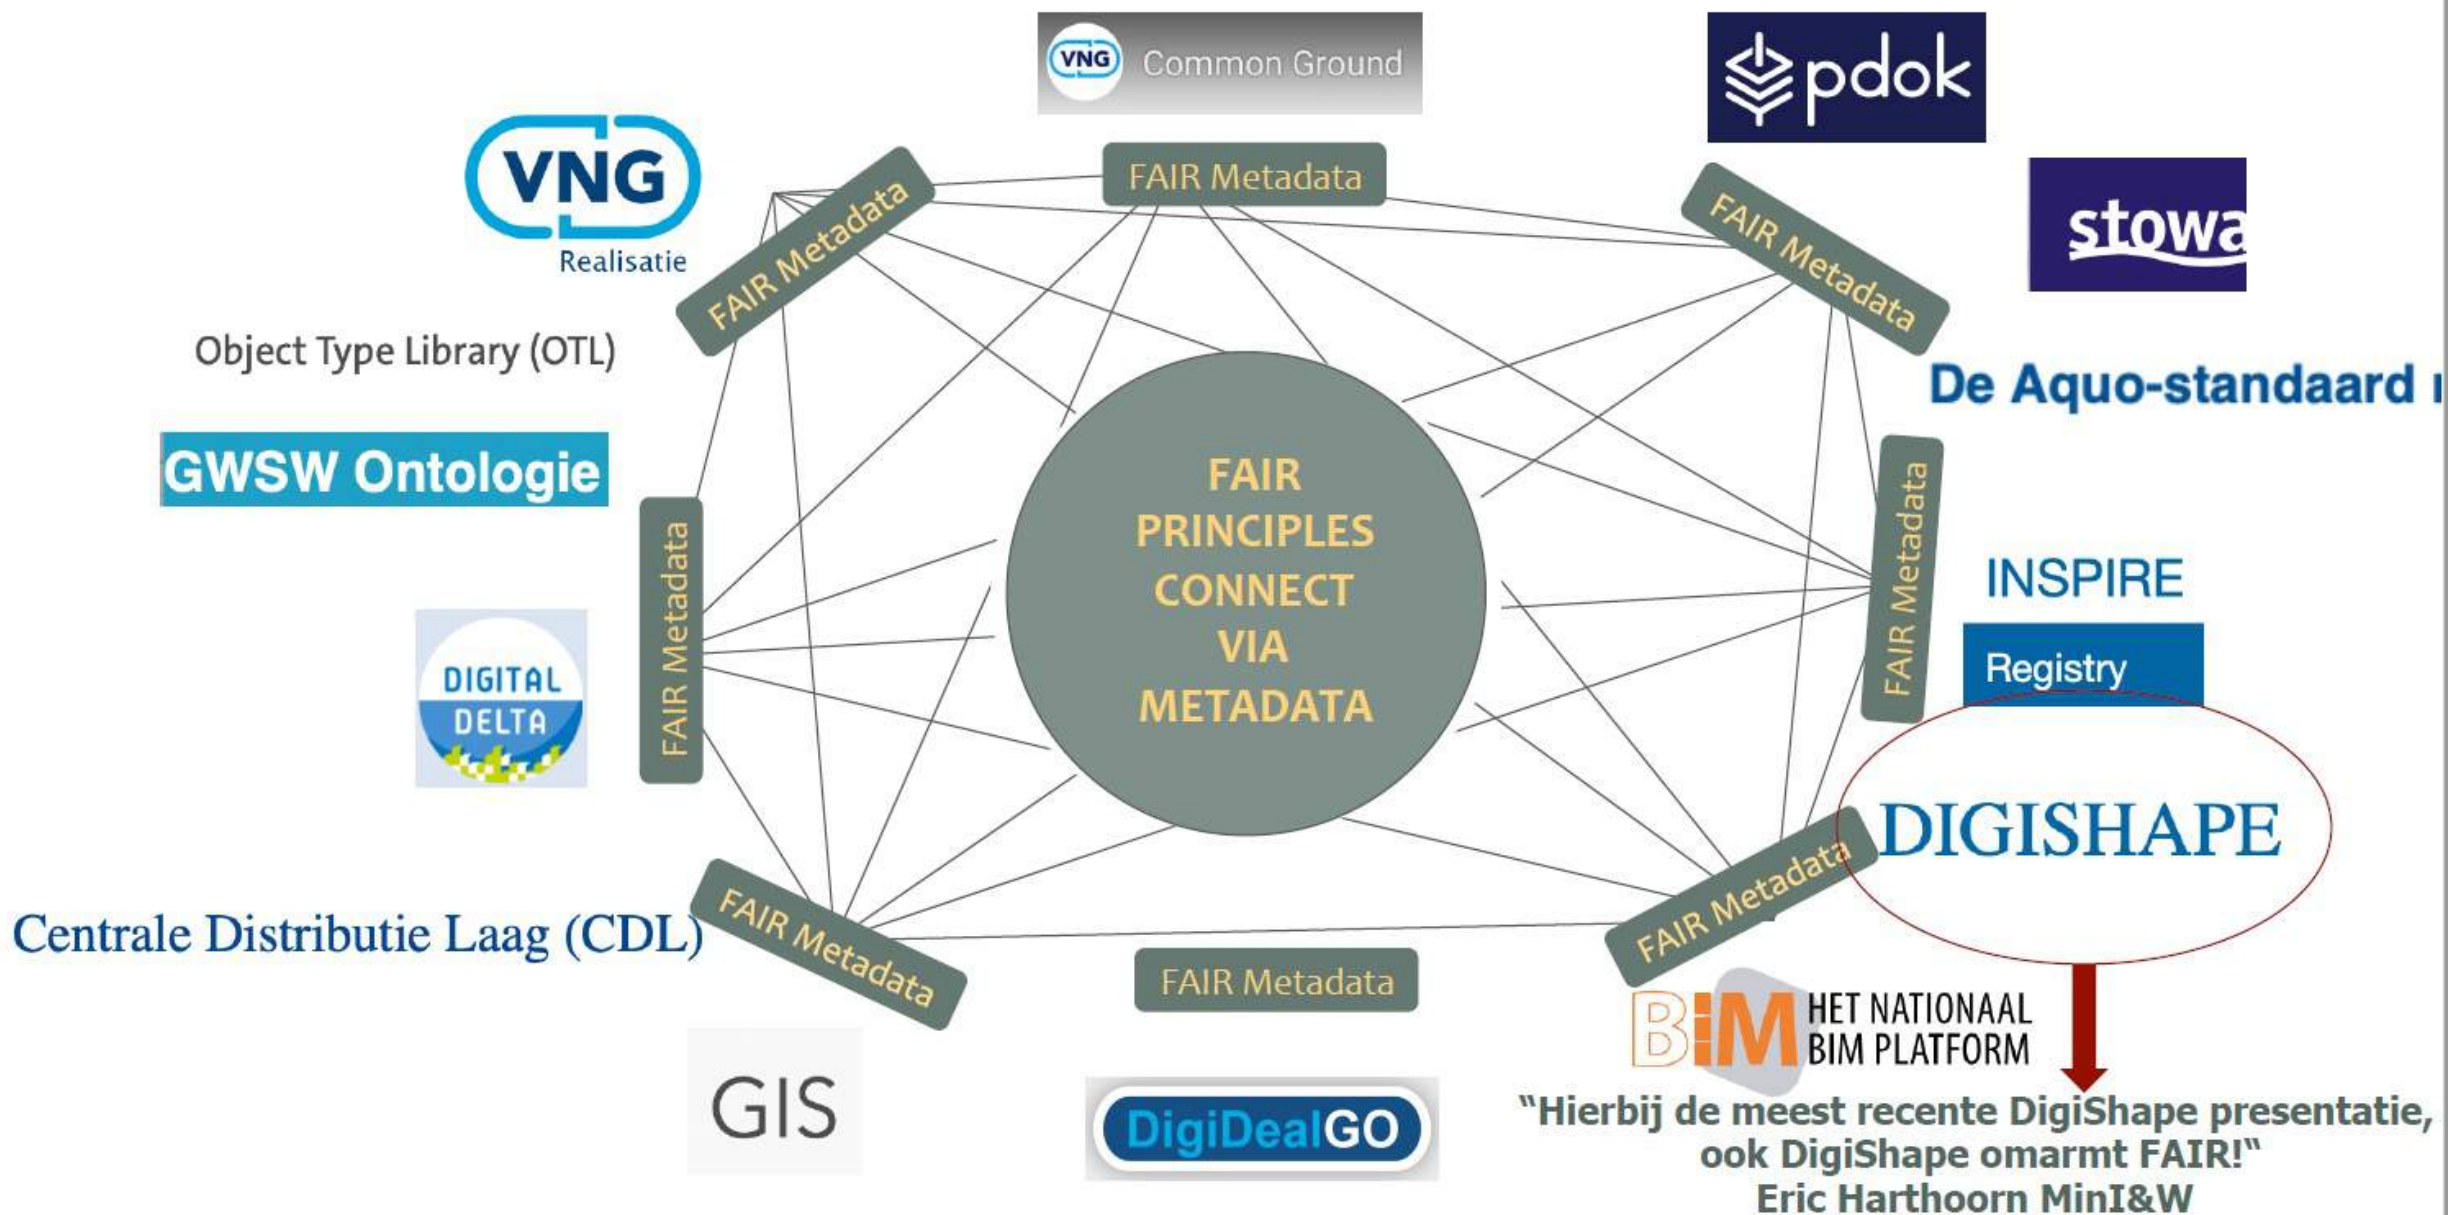 VNG
Common Ground
pdok
VNG
Realisatie
FAIR Metadata
FAIR Metadata
FAIR Metadata
stowa
Object Type Library (OTL)
De Aquo-standaard
GWSW Ontologie
FAIR
PRINCIPLES
CONNECT
VIA
METADATA
FAIR Metadata
FAIR Metadata
INSPIRE
Registry
DIGITAL
DELTA
DIGISHAPE
Centrale Distributie Laag (CDL)
FAIR Metadata
FAIR Metadata
FAIR Metadata
BIM
HET NATIONAAL
BIM PLATFORM
GIS
DigiDealGO
"Hierbij de meest recente DigiShape presentatie,
ook DigiShape omarmt FAIR!"
Eric Harthoorn MinI&W